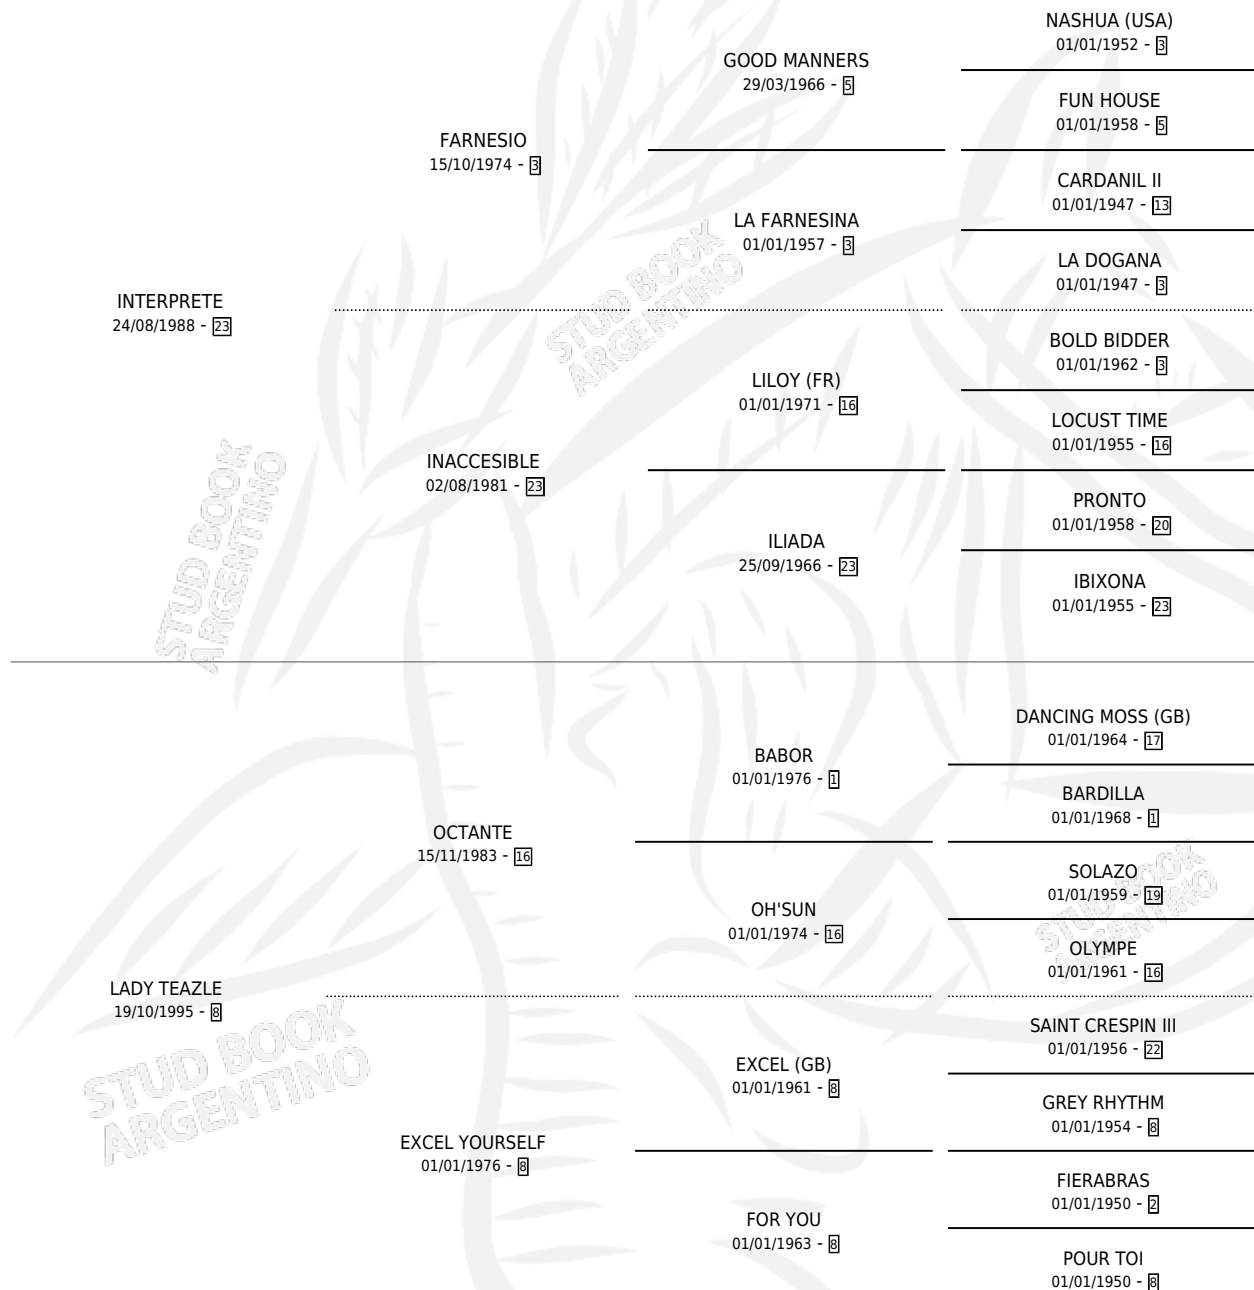 NASHUA (USA)
01/01/1952 - 3
GOOD MANNERS
29/03/1966 - 5
FUN HOUSE
01/01/1958 - 5
FARNESIO
15/10/1974 - 3
CARDANIL II
01/01/1947 - 13
LA FARNESINA
01/01/1957 - 3
LA DOGANA
01/01/1947 - 3
INTERPRETE
24/08/1988 - 23
BOLD BIDDER
01/01/1962 - 3
LILOY (FR)
01/01/1971 - 16
LOCUST TIME
01/01/1955 - 16
INACCESIBLE
02/08/1981 - 23
PRONTO
01/01/1958 - 20
ILIADA
25/09/1966 - 23
IBIXONA
01/01/1955 - 23
DANCING MOSS (GB)
01/01/1964 - 17
BABOR
01/01/1976 - 1
BARDILLA
01/01/1968 - 1
OCTANTE
15/11/1983 - 16
SOLAZO
01/01/1959 - 19
OH'SUN
01/01/1974 - 16
OLYMPE
01/01/1961 - 16
LADY TEAZLE
19/10/1995 - 8
SAINT CRESPIN III
01/01/1956 - 22
EXCEL (GB)
01/01/1961 - 8
GREY RHYTHM
01/01/1954 - 8
EXCEL YOURSELF
01/01/1976 - 8
FIERABRAS
01/01/1950 - 2
FOR YOU
01/01/1963 - 8
POUR TOI
01/01/1950 - 8
STUD BOOK
ARGENTINO
STUD BOOK
ARGENTINO
STUD BOOK
ARGENTINO
STUD BOOK
ARGENTINO